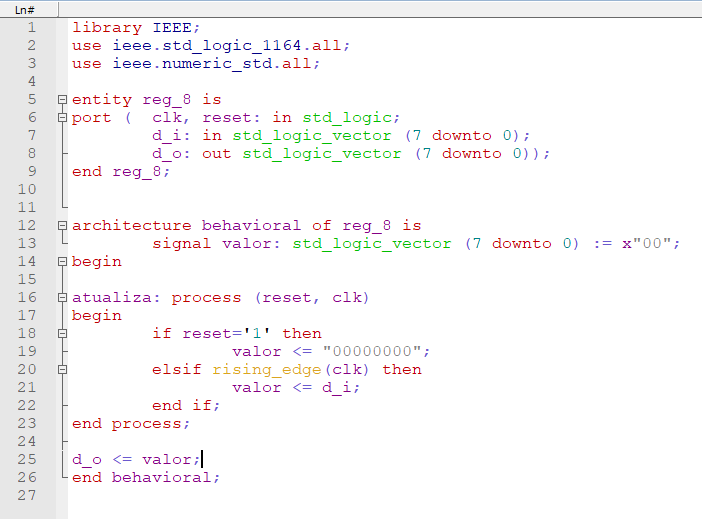 Ln#
1 library IEEE;
2 use ieee.std_logic_1164.all;
3 use ieee.numeric_std.all;
4
5 entity reg_8 is
6 port (  clk, reset: in std_logic;
7         d_i: in std_logic_vector (7 downto 0);
8         d_o: out std_logic_vector (7 downto 0));
9 end reg_8;
10
11
12 architecture behavioral of reg_8 is
13         signal valor: std_logic_vector (7 downto 0) := x"00";
14 begin
15
16 atualiza: process (reset, clk)
17 begin
18         if reset='1' then
19                 valor <= "00000000";
20         elsif rising_edge(clk) then
21                 valor <= d_i;
22         end if;
23 end process;
24
25 d_o <= valor;
26 end behavioral;
27